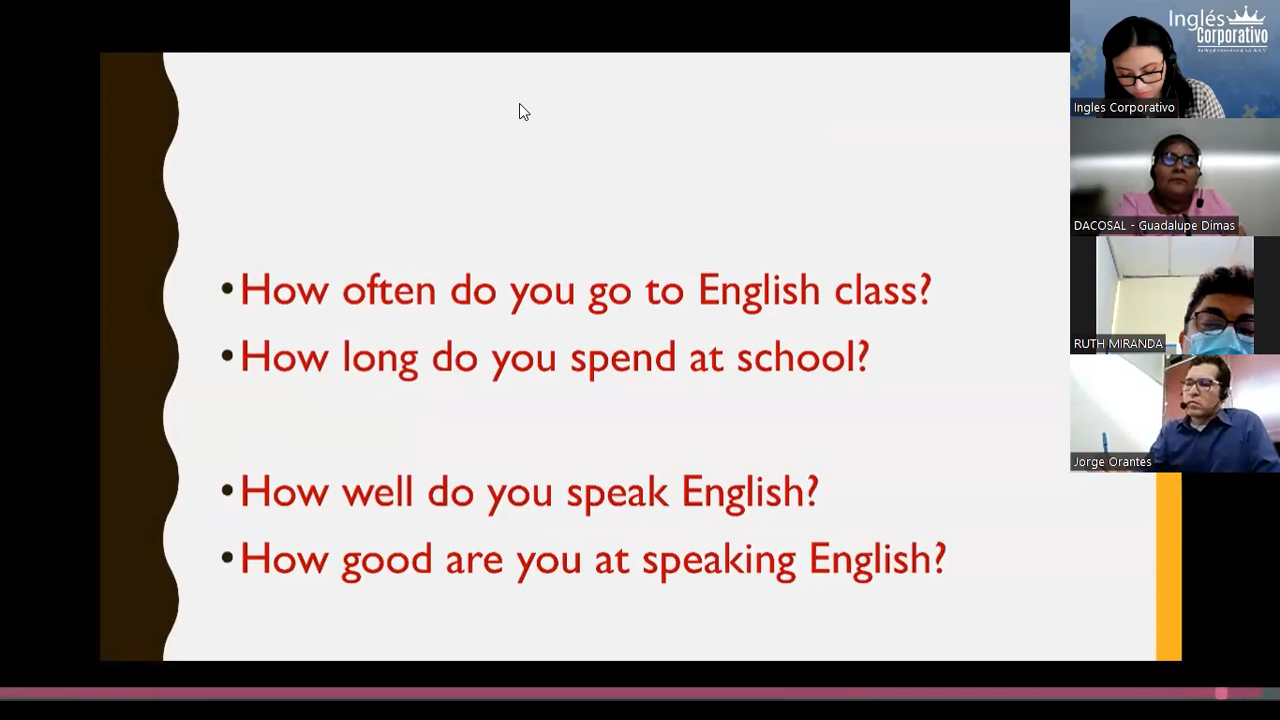 • How often do you go to English class?
• How long do you spend at school?
• How well do you speak English?
• How good are you at speaking English?
Inglés
Corporativo
Ingles Corporativo
DACOSAL - Guadalupe Dimas
RUTH MIRANDA
Jorge Orantes